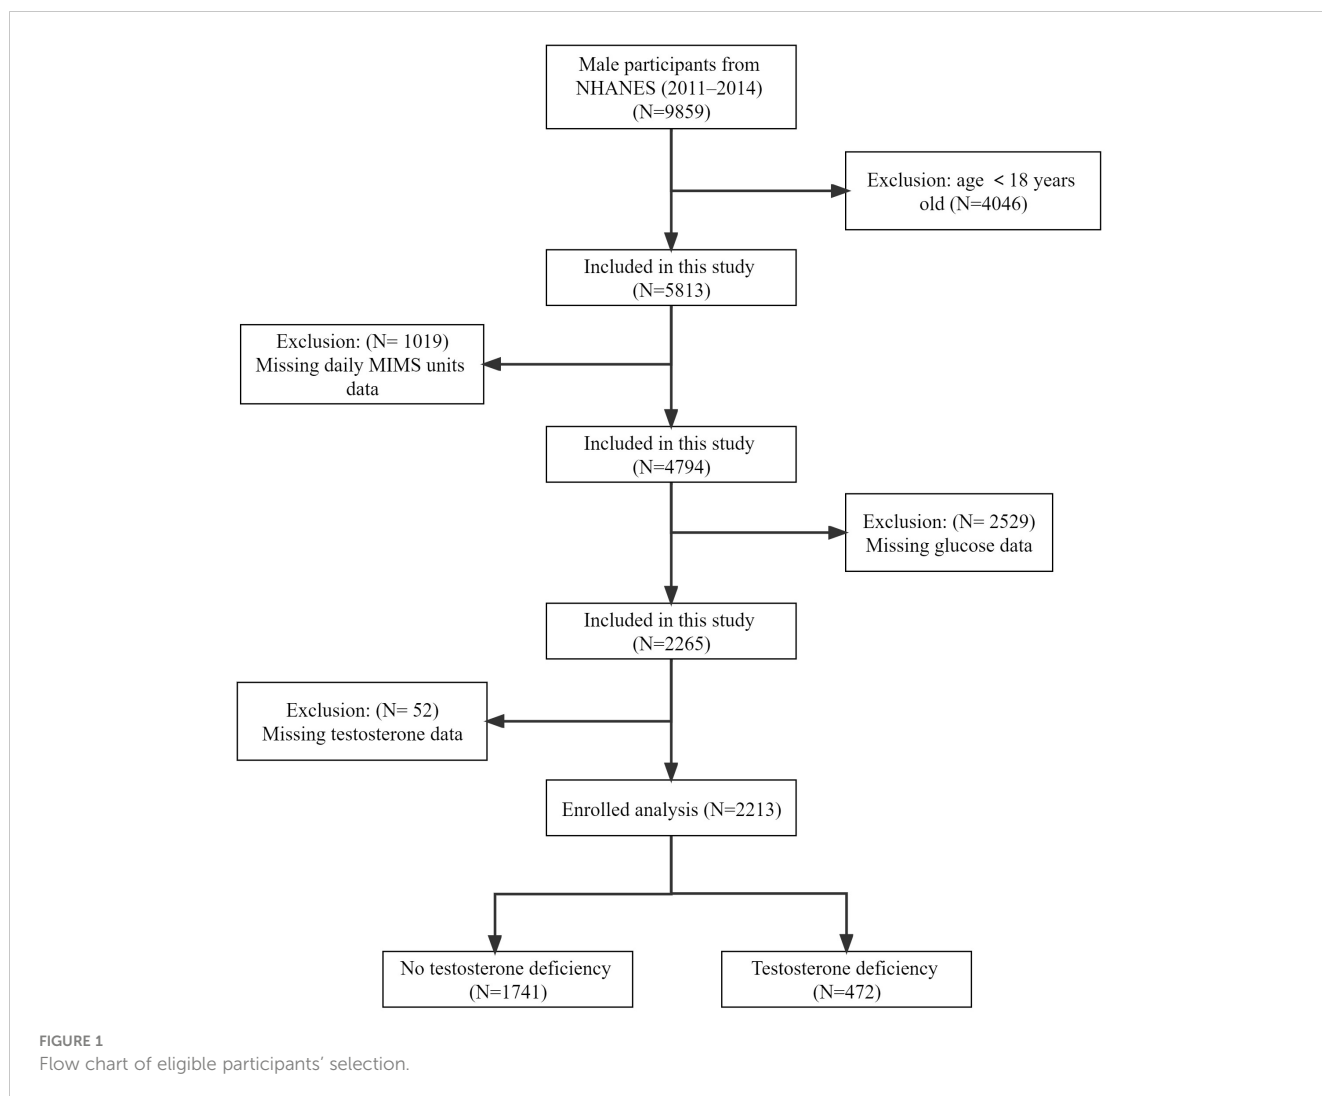 Male participants from
NHANES (2011–2014)
(N=9859)
Exclusion: age < 18 years
old (N=4046)
Included in this study
(N=5813)
Exclusion: (N= 1019)
Missing daily MIMS units
data
Included in this study
(N=4794)
Exclusion: (N= 2529)
Missing glucose data
Included in this study
(N=2265)
Exclusion: (N= 52)
Missing testosterone data
Enrolled analysis (N=2213)
No testosterone deficiency
(N=1741)
Testosterone deficiency
(N=472)
FIGURE 1
Flow chart of eligible participants’ selection.